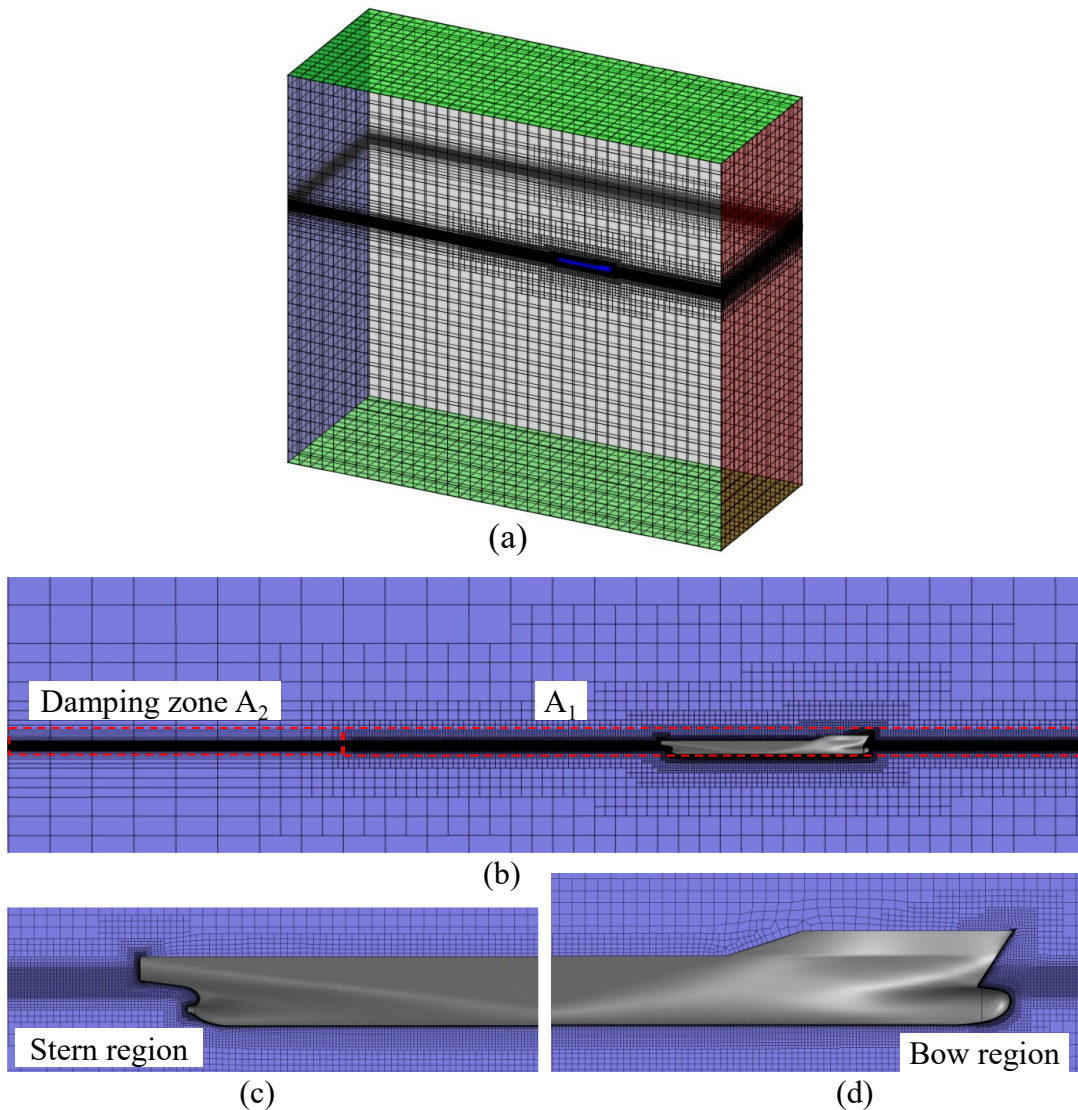 (a)
Damping zone A₂
A₁
(b)
Stern region
Bow region
(c)
(d)